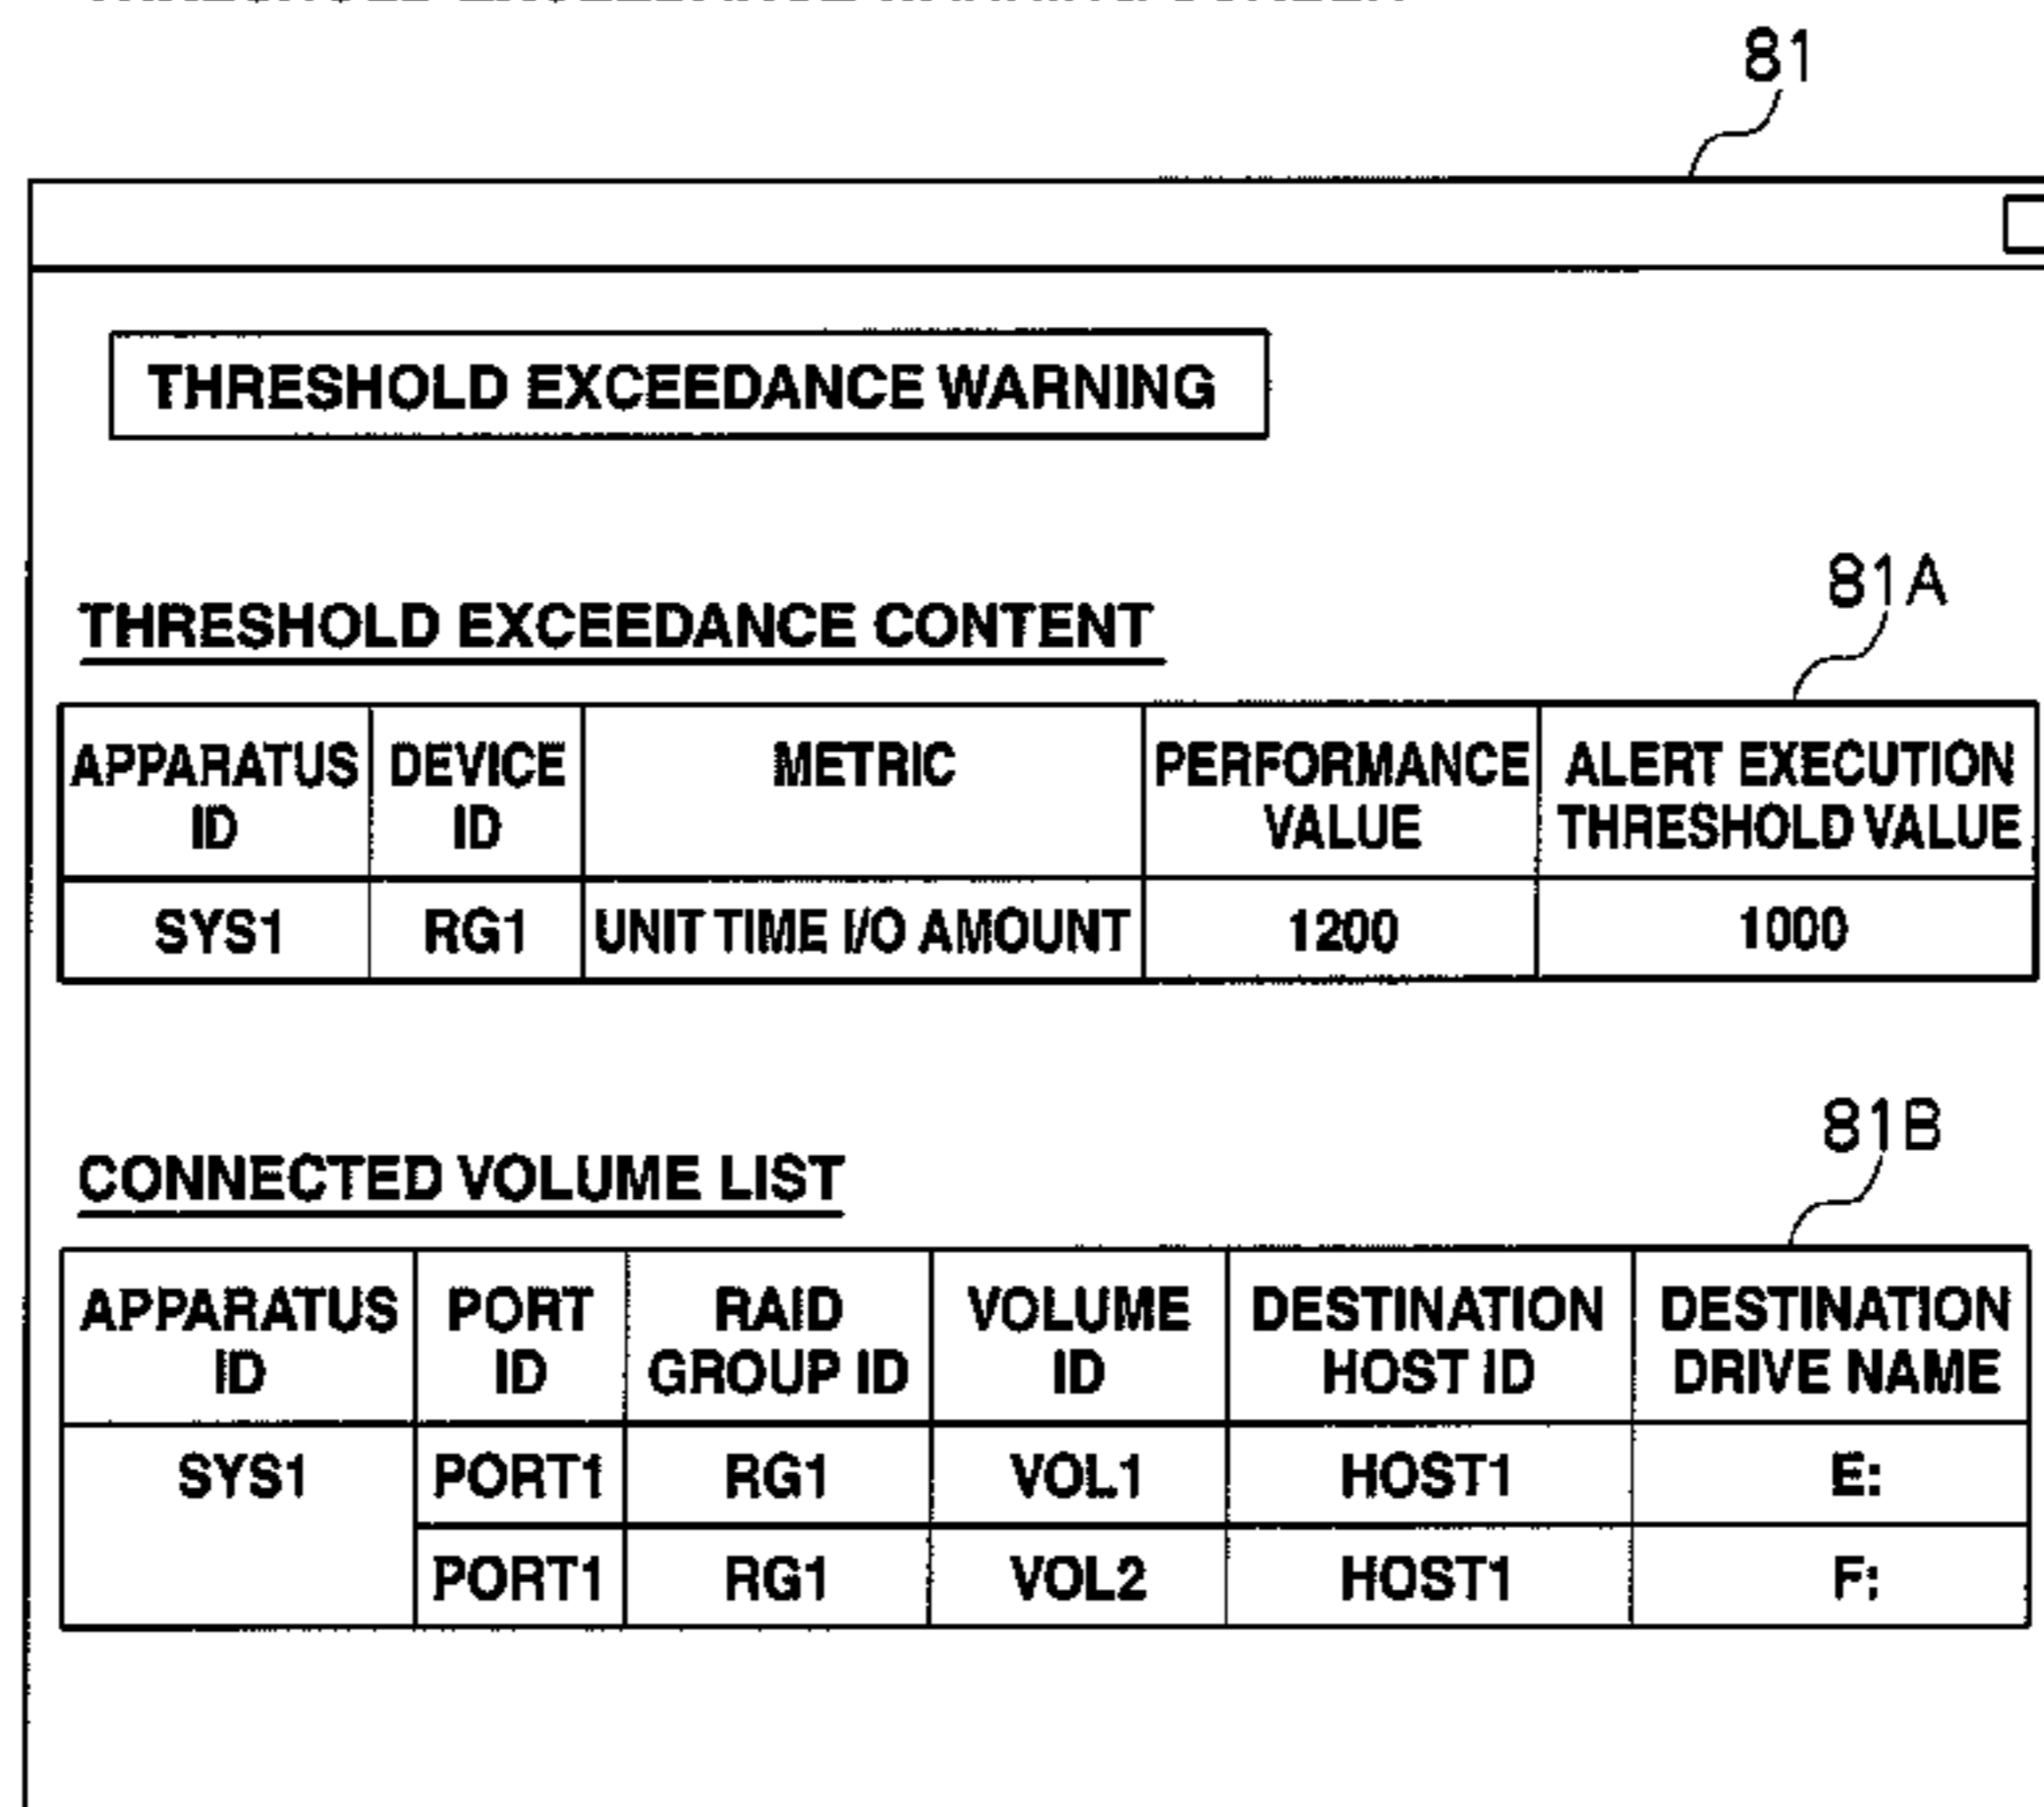 81
THRESHOLD EXCEEDANCE WARNING
81A
THRESHOLD EXCEEDANCE CONTENT
APPARATUS ID DEVICE ID METRIC PERFORMANCE VALUE ALERT EXECUTION THRESHOLD VALUE
SYS1 RG1 UNIT TIME I/O AMOUNT 1200 1000
81B
CONNECTED VOLUME LIST
APPARATUS ID PORT ID RAID GROUP ID VOLUME ID DESTINATION HOST ID DESTINATION DRIVE NAME
SYS1 PORT1 RG1 VOL1 HOST1 E:
PORT1 RG1 VOL2 HOST1 F: